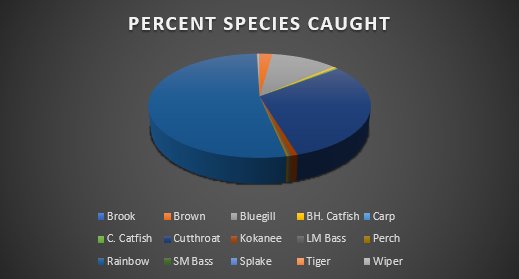 PERCENT SPECIES CAUGHT
Brook Brown Bluegill BH. Catfish Carp
C. Catfish Cutthroat Kokanee LM Bass Perch
Rainbow SM Bass Splake Tiger Wiper